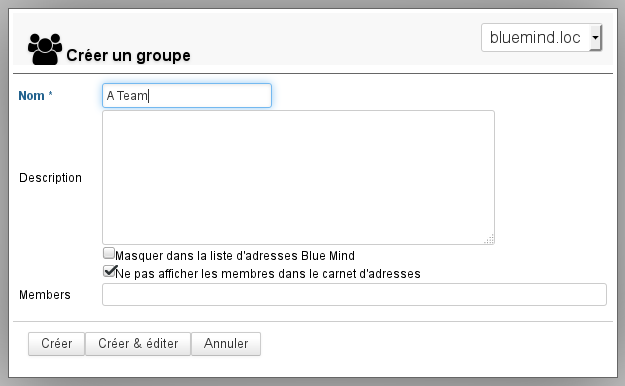 Créer un groupe
bluemind.loc
Nom *
A Team
Description
Masquer dans la liste d'adresses Blue Mind
Ne pas afficher les membres dans le carnet d'adresses
Members
Créer
Créer & éditer
Annuler